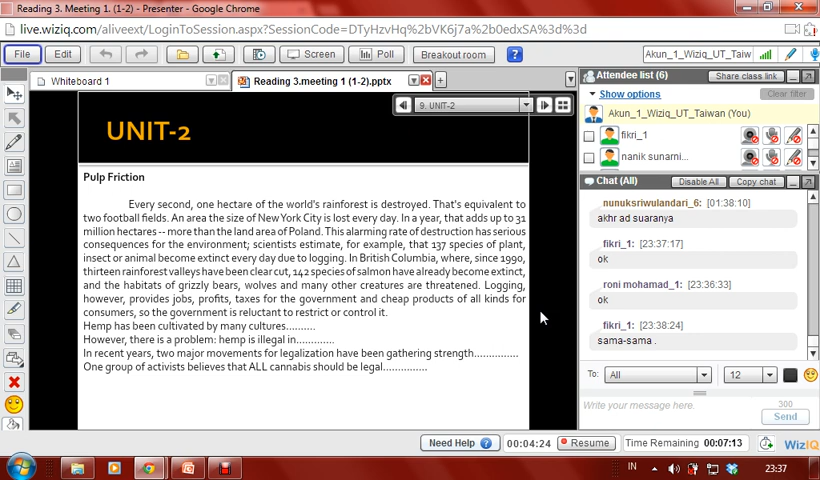 Reading 3. Meeting 1. (1-2) - Presenter - Google Chrome
live.wiziq.com/aliveext/LoginToSession.aspx?SessionCode=DTyHzvHq%2bVK6j7a%2b0edxSA%3d%3d
File
Edit
Screen
Poll
Breakout room
?
Akun_1_Wiziq_UT_Taiw
Whiteboard 1
Reading 3.meeting 1 (1-2).pptx
9. UNIT-2
UNIT-2
Pulp Friction
Every second, one hectare of the world's rainforest is destroyed. That's equivalent to
two football fields. An area the size of New York City is lost every day. In a year, that adds up to 31
million hectares -- more than the land area of Poland. This alarming rate of destruction has serious
consequences for the environment; scientists estimate, for example, that 137 species of plant,
insect or animal become extinct every day due to logging. In British Columbia, where, since 1990,
thirteen rainforest valleys have been clear cut, 142 species of salmon have already become extinct,
and the habitats of grizzly bears, wolves and many other creatures are threatened. Logging,
however, provides jobs, profits, taxes for the government and cheap products of all kinds for
consumers, so the government is reluctant to restrict or control it.
Hemp has been cultivated by many cultures..........
However, there is a problem: hemp is illegal in.............
In recent years, two major movements for legalization have been gathering strength...............
One group of activists believes that ALL cannabis should be legal...............
Attendee list (6)
Share class link
Show options
Clear filter
Akun_1_Wiziq_UT_Taiwan (You)
fikri_1
nanik sunarni...
Chat (All)
Disable All
Copy chat
nunuksriwulandari_6: [01:38:10]
akhr ad suaranya
fikri_1: [23:37:17]
ok
roni mohamad_1: [23:36:33]
ok
fikri_1: [23:38:24]
sama-sama .
To:
All
12
Write your message here.
300
Send
Need Help
?
00:04:24
Resume
Time Remaining
00:07:13
WizIQ
IN
23:37